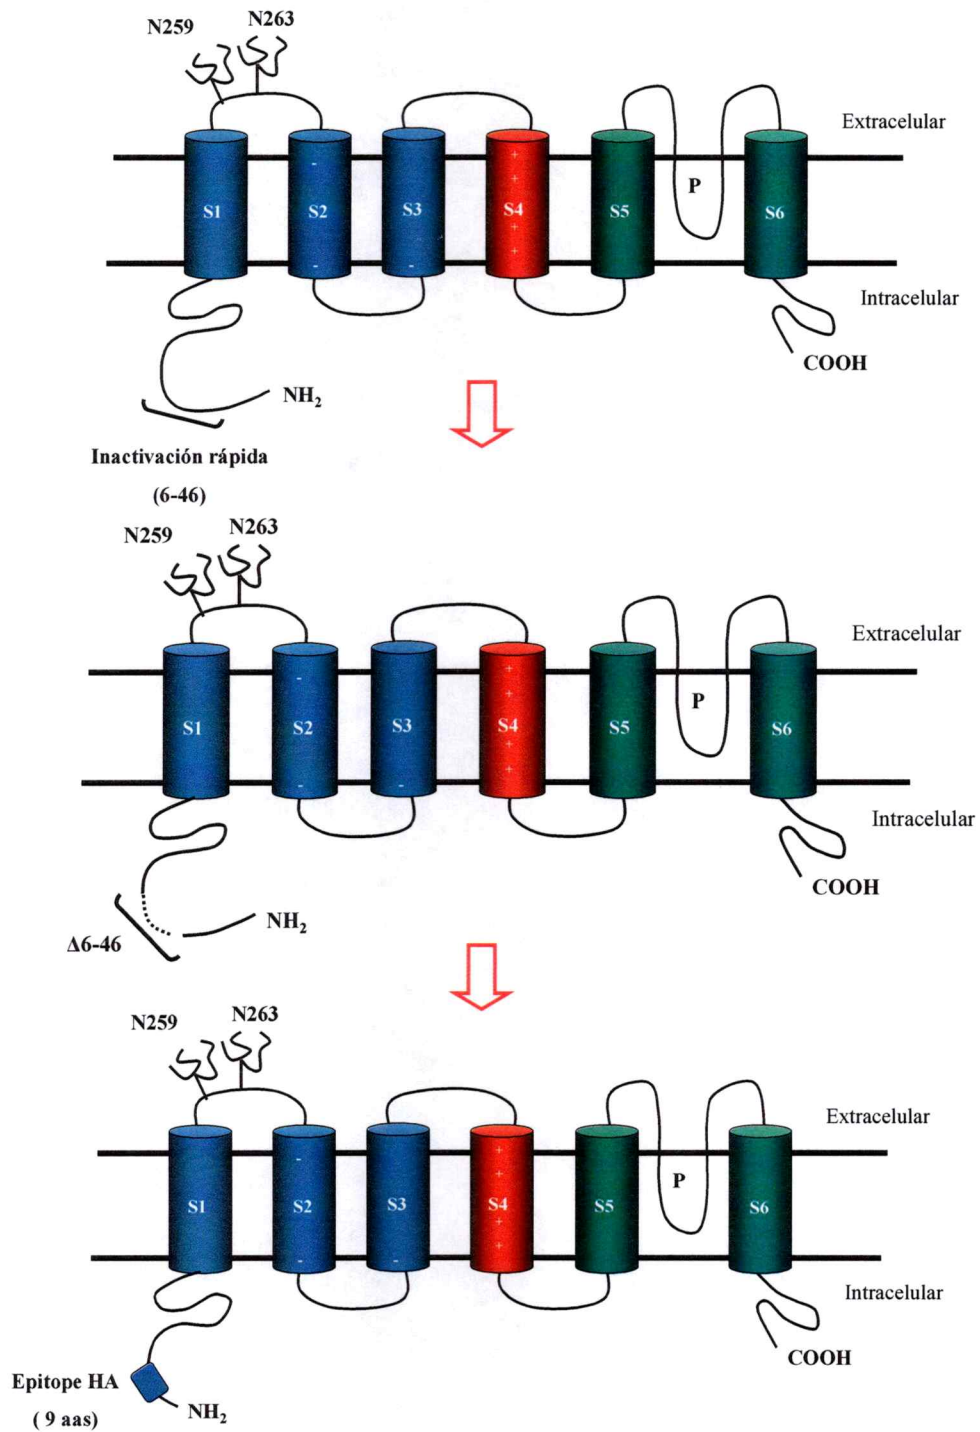 N259 N263
Extracelular
S1 S2 S3 S4 S5 P S6
- + + + +
- -
Intracelular
COOH
NH₂
Inactivación rápida
(6-46)
N259 N263
Extracelular
S1 S2 S3 S4 S5 P S6
- + + + +
- -
Intracelular
COOH
NH₂
Δ6-46
N259 N263
Extracelular
S1 S2 S3 S4 S5 P S6
- + + + +
- -
Intracelular
COOH
Epitope HA
( 9 aas)
NH₂